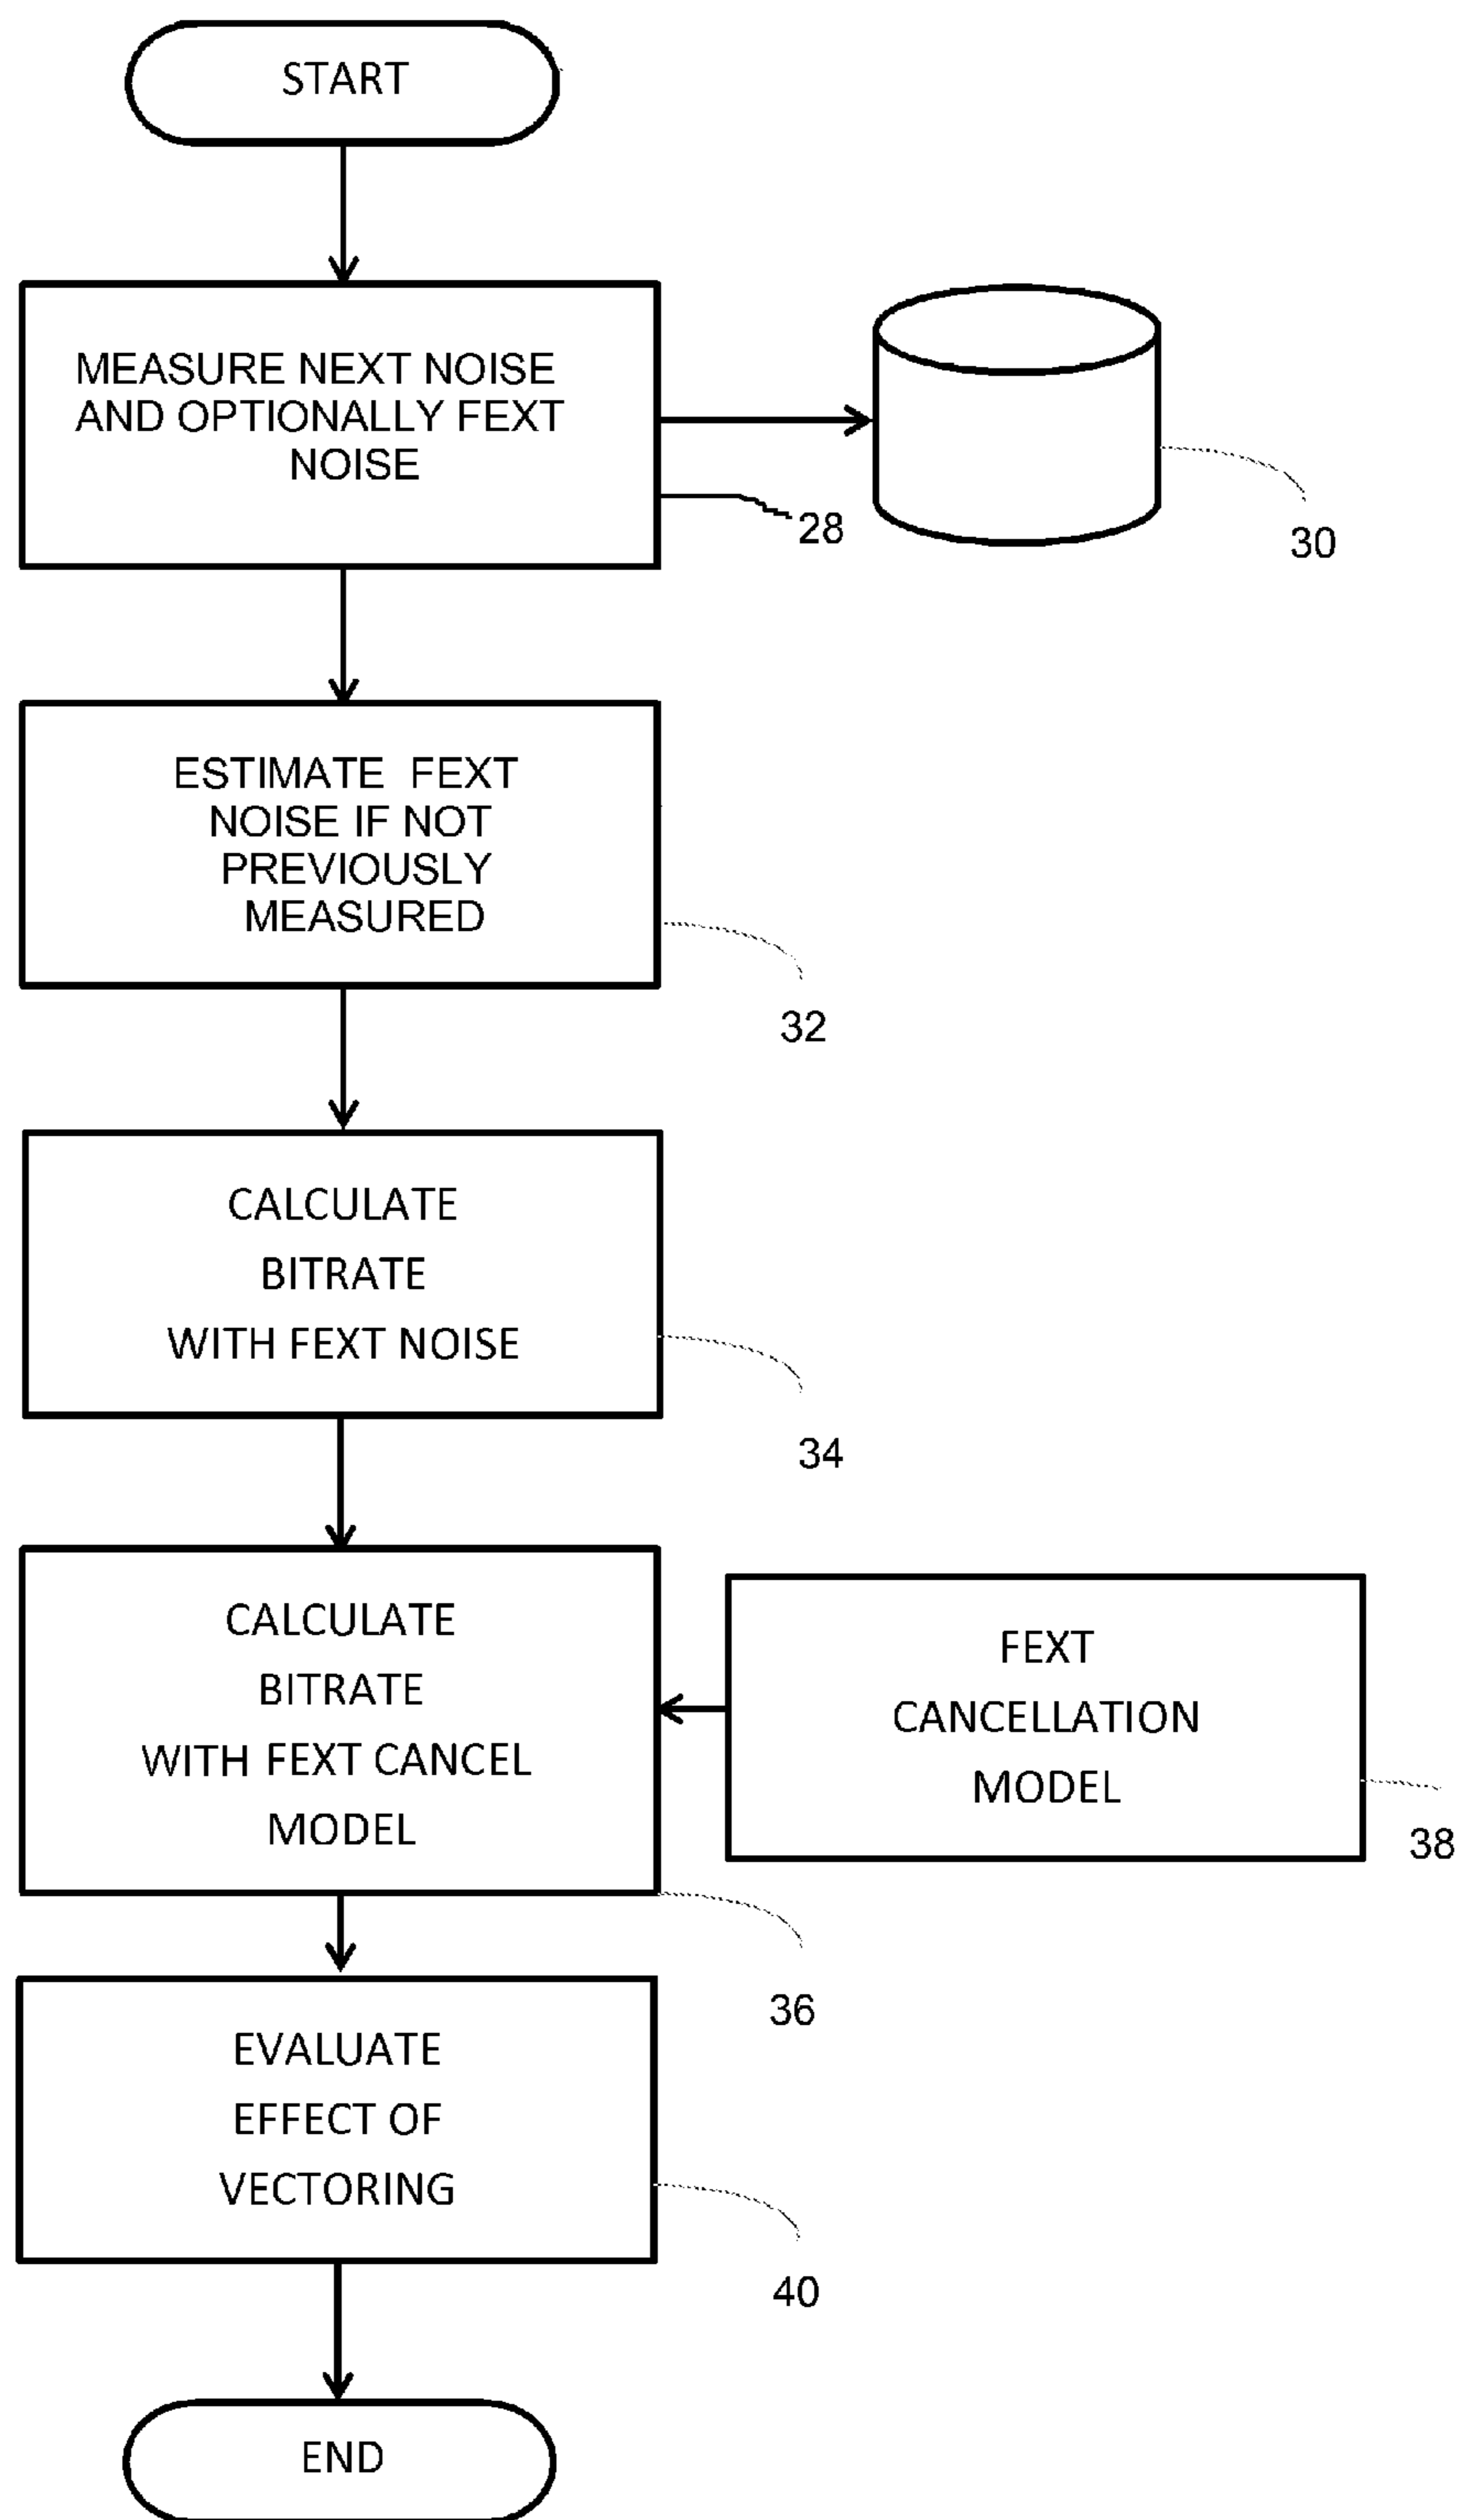 START
MEASURE NEXT NOISE
AND OPTIONALLY FEXT
NOISE
28
30
ESTIMATE FEXT
NOISE IF NOT
PREVIOUSLY
MEASURED
32
CALCULATE
BITRATE
WITH FEXT NOISE
34
CALCULATE
BITRATE
WITH FEXT CANCEL
MODEL
FEXT
CANCELLATION
MODEL
38
36
EVALUATE
EFFECT OF
VECTORING
40
END